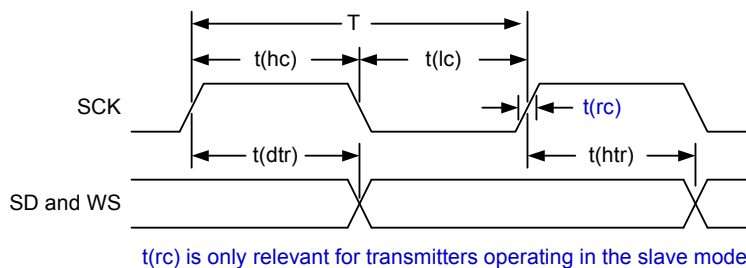 T
t(hc)
t(lc)
SCK
t(rc)
t(dtr)
t(htr)
SD and WS
t(rc) is only relevant for transmitters operating in the slave mode